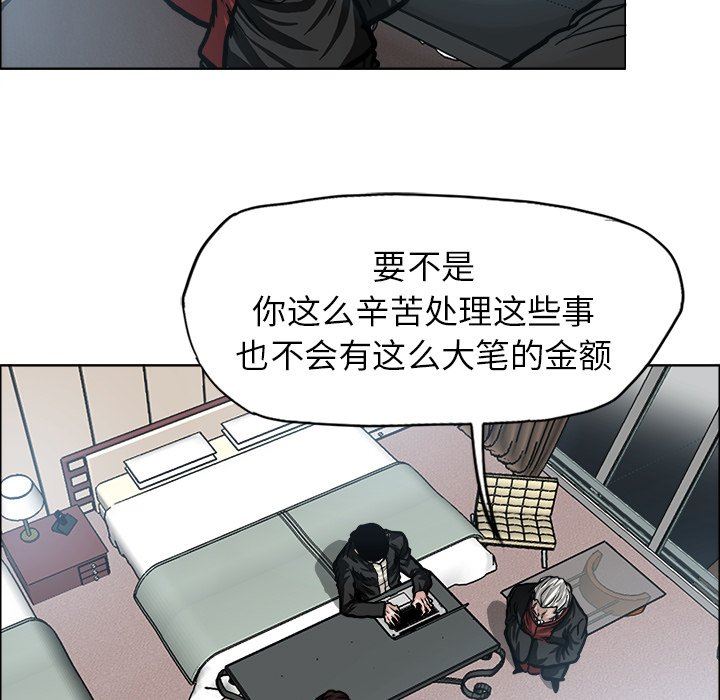 要不是
你这么辛苦处理这些事
也不会有这么大笔的金额